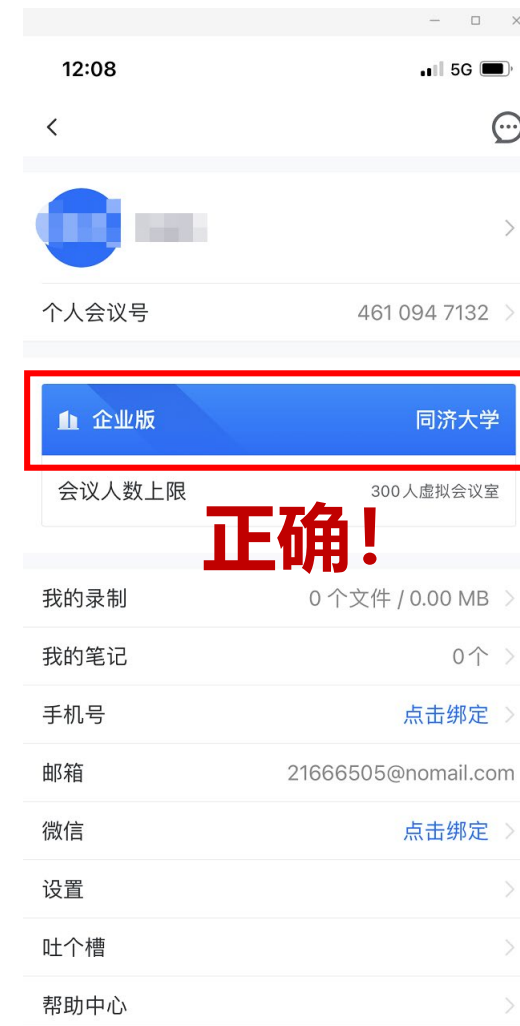 12:08 5G
个人会议号 461 094 7132
企业版 同济大学
会议人数上限 300人虚拟会议室
正确！
我的录制 0 个文件 / 0.00 MB
我的笔记 0个
手机号 点击绑定
邮箱 21666505@nomail.com
微信 点击绑定
设置
吐个槽
帮助中心